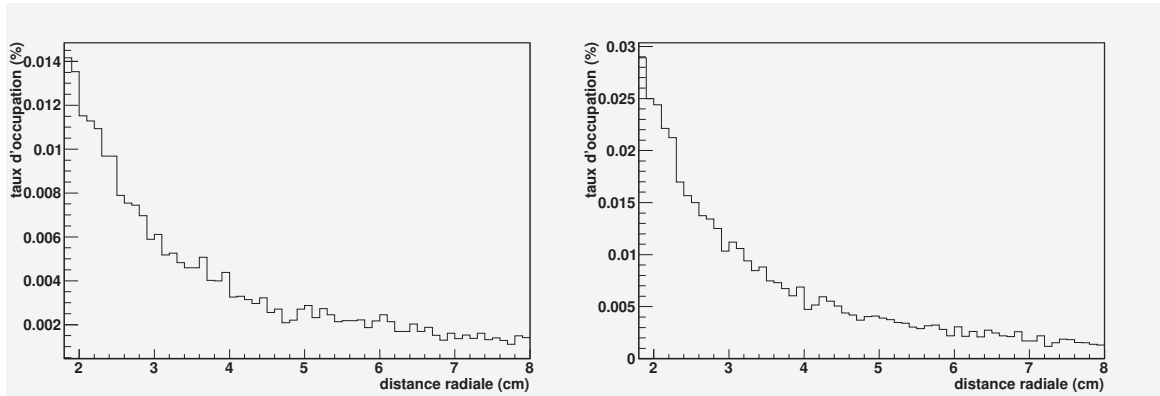 taux d'occupation (%)
0.014
0.012
0.01
0.008
0.006
0.004
0.002
2 3 4 5 6 7 8
distance radiale (cm)
taux d'occupation (%)
0.03
0.025
0.02
0.015
0.01
0.005
0
2 3 4 5 6 7 8
distance radiale (cm)